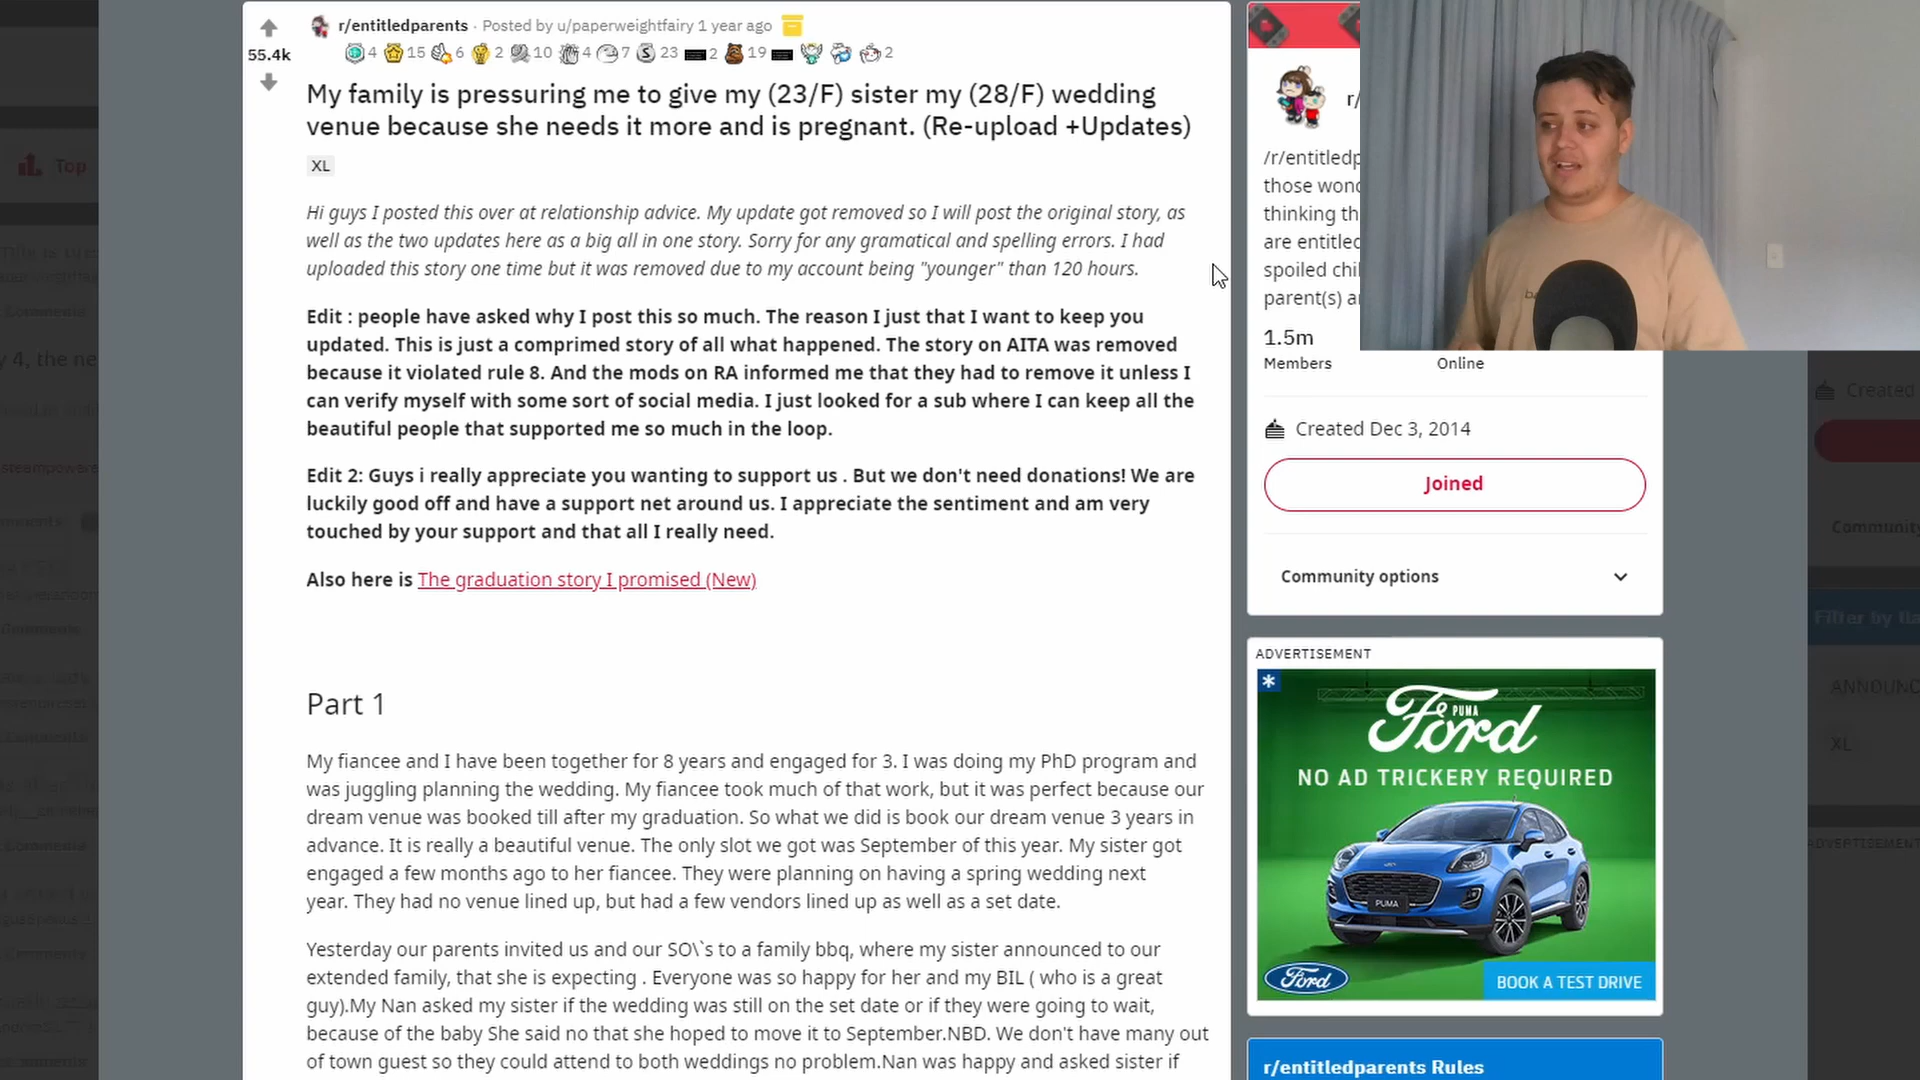 r/entitledparents · Posted by u/paperweightfairy 1 year ago
55.4k
4 15 6 2 10 4 7 S 23 2 19 2
My family is pressuring me to give my (23/F) sister my (28/F) wedding
venue because she needs it more and is pregnant. (Re-upload +Updates)
XL
Hi guys I posted this over at relationship advice. My update got removed so I will post the original story, as
well as the two updates here as a big all in one story. Sorry for any gramatical and spelling errors. I had
uploaded this story one time but it was removed due to my account being "younger" than 120 hours.
Edit : people have asked why I post this so much. The reason I just that I want to keep you
updated. This is just a comprimed story of all what happened. The story on AITA was removed
because it violated rule 8. And the mods on RA informed me that they had to remove it unless I
can verify myself with some sort of social media. I just looked for a sub where I can keep all the
beautiful people that supported me so much in the loop.
Edit 2: Guys i really appreciate you wanting to support us . But we don't need donations! We are
luckily good off and have a support net around us. I appreciate the sentiment and am very
touched by your support and that all I really need.
Also here is The graduation story I promised (New)
Part 1
My fiancee and I have been together for 8 years and engaged for 3. I was doing my PhD program and
was juggling planning the wedding. My fiancee took much of that work, but it was perfect because our
dream venue was booked till after my graduation. So what we did is book our dream venue 3 years in
advance. It is really a beautiful venue. The only slot we got was September of this year. My sister got
engaged a few months ago to her fiancee. They were planning on having a spring wedding next
year. They had no venue lined up, but had a few vendors lined up as well as a set date.
Yesterday our parents invited us and our SO\`s to a family bbq, where my sister announced to our
extended family, that she is expecting . Everyone was so happy for her and my BIL ( who is a great
guy).My Nan asked my sister if the wedding was still on the set date or if they were going to wait,
because of the baby She said no that she hoped to move it to September.NBD. We don't have many out
of town guest so they could attend to both weddings no problem.Nan was happy and asked sister if
r/
/r/entitledp
those wond
thinking th
are entitled
spoiled chi
parent(s) a
1.5m
Members
Online
Created Dec 3, 2014
Joined
Community options
ADVERTISEMENT
Ford
PUMA
NO AD TRICKERY REQUIRED
PUMA
Ford
BOOK A TEST DRIVE
r/entitledparents Rules
Top
y 4, the ne
Created
Community
Filter by fla
ANNOUNC
XL
ADVERTISEMENT